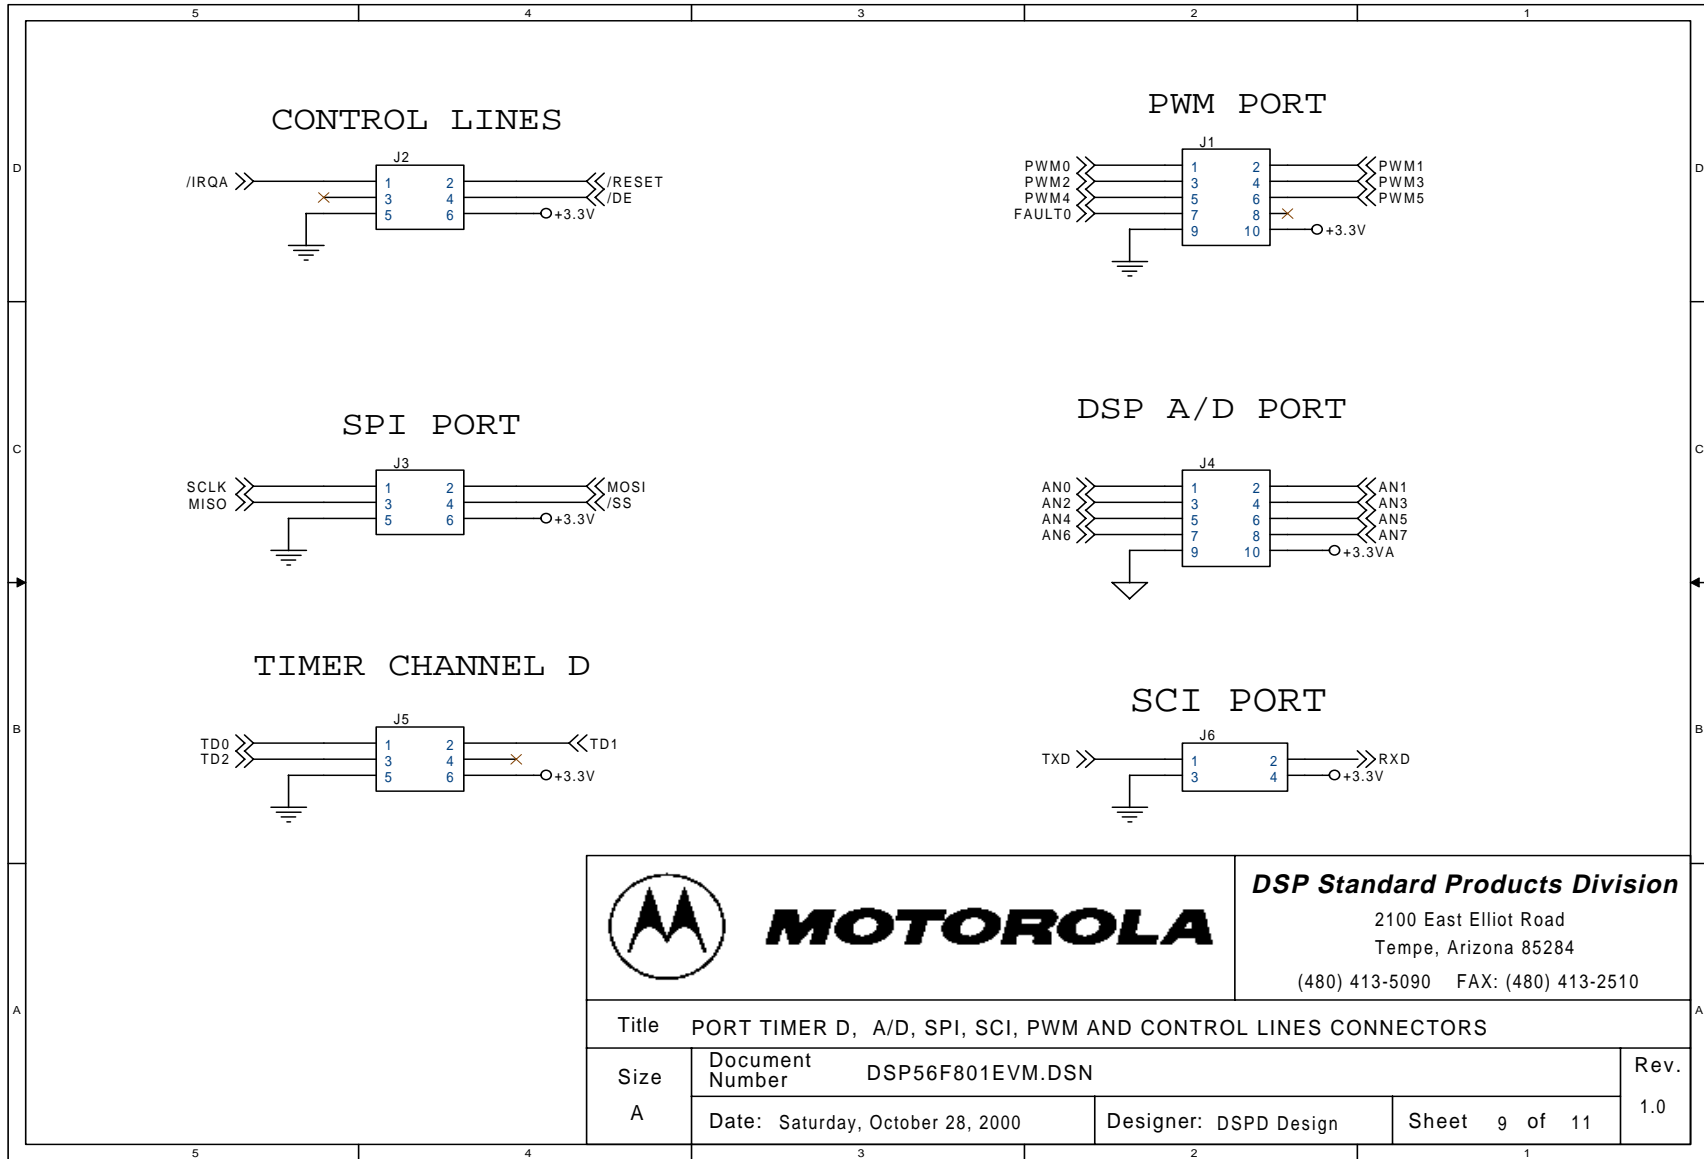 5 4 3 2 1
D D
CONTROL LINES
J2
/IRQA 1 2 /RESET
3 4 /DE
5 6 +3.3V
PWM PORT
J1
PWM0 1 2 PWM1
PWM2 3 4 PWM3
PWM4 5 6 PWM5
FAULT0 7 8
9 10 +3.3V
C C
SPI PORT
J3
SCLK 1 2 MOSI
MISO 3 4 /SS
5 6 +3.3V
DSP A/D PORT
J4
AN0 1 2 AN1
AN2 3 4 AN3
AN4 5 6 AN5
AN6 7 8 AN7
9 10 +3.3VA
B B
TIMER CHANNEL D
J5
TD0 1 2 TD1
TD2 3 4
5 6 +3.3V
SCI PORT
J6
TXD 1 2 RXD
3 4 +3.3V
A A
MOTOROLA
DSP Standard Products Division
2100 East Elliot Road
Tempe, Arizona 85284
(480) 413-5090 FAX: (480) 413-2510
Title PORT TIMER D, A/D, SPI, SCI, PWM AND CONTROL LINES CONNECTORS
Size
A
Document
Number DSP56F801EVM.DSN
Rev.
1.0
Date: Saturday, October 28, 2000
Designer: DSPD Design
Sheet 9 of 11
5 4 3 2 1